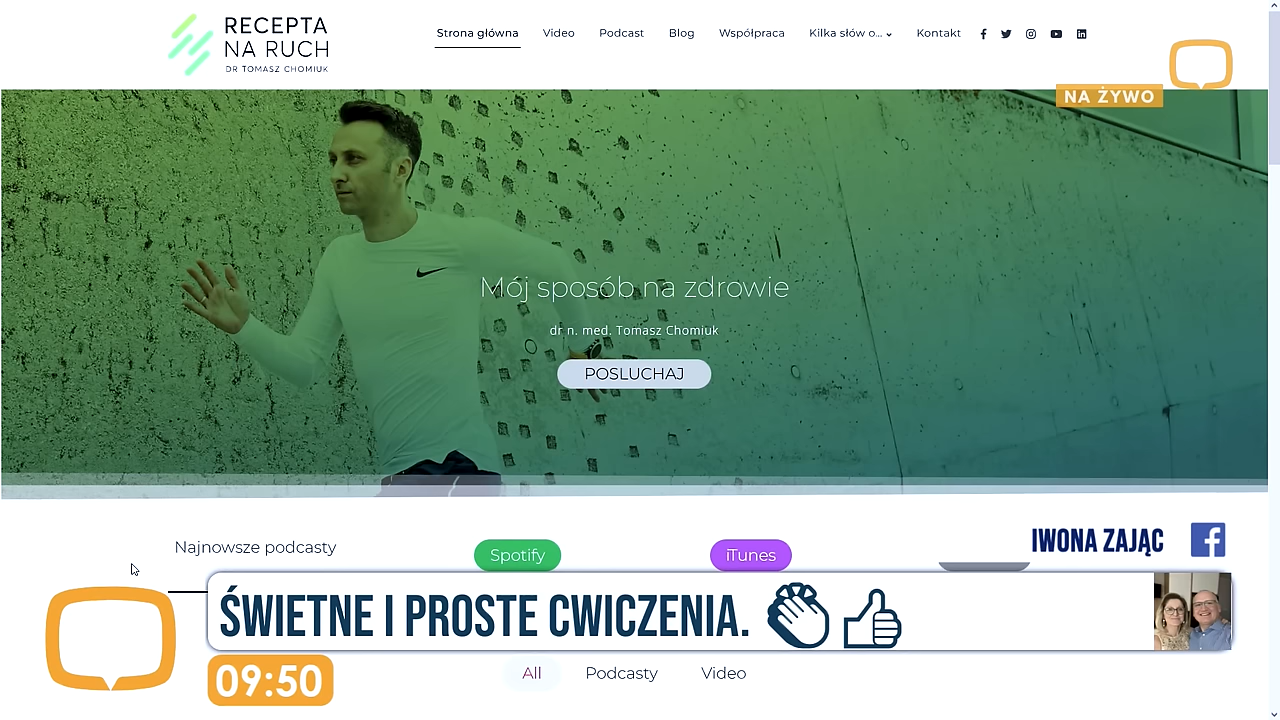 RECEPTA
NA RUCH
DR TOMASZ CHOMIUK
Strona główna Video Podcast Blog Współpraca Kilka słów o... Kontakt
NA ŻYWO
Mój sposób na zdrowie
dr n. med. Tomasz Chomiuk
POSLUCHAJ
Najnowsze podcasty
Spotify
iTunes
IWONA ZAJĄC
ŚWIETNE I PROSTE CWICZENIA.
09:50
All Podcasty Video